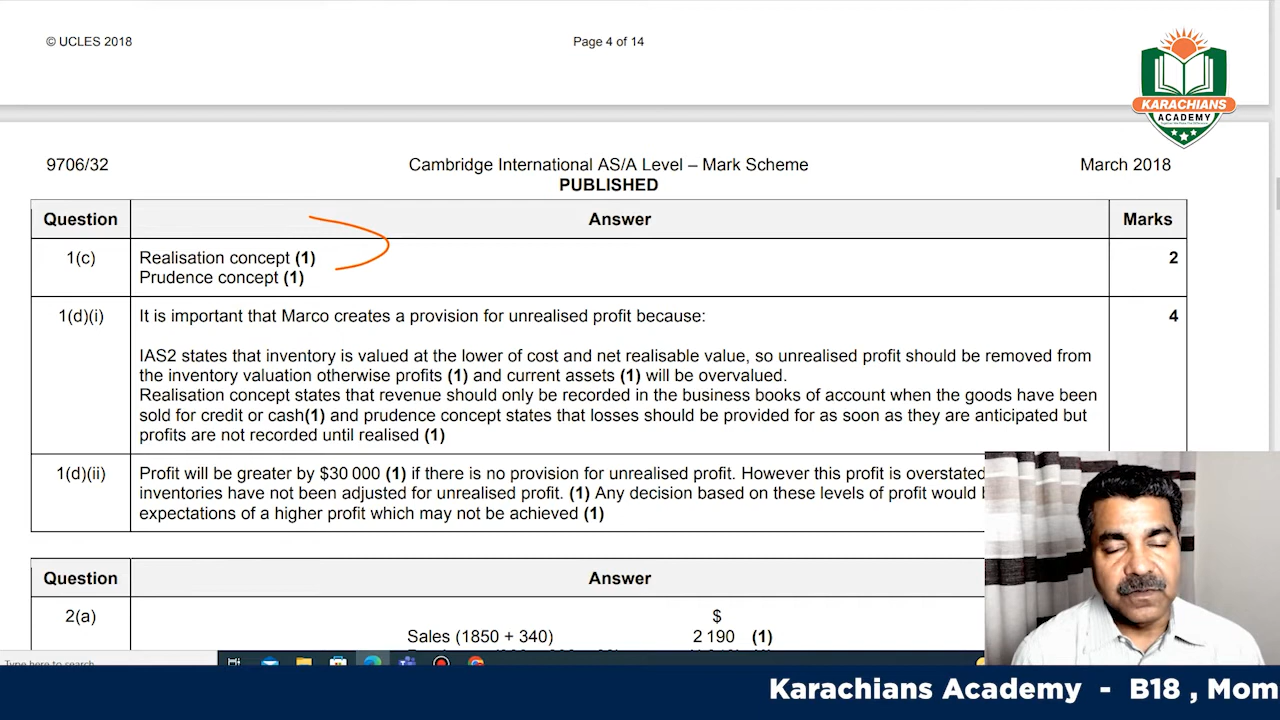 © UCLES 2018
Page 4 of 14
KARACHIANS
ACADEMY
9706/32
Cambridge International AS/A Level – Mark Scheme
March 2018
PUBLISHED
Question
Answer
Marks
1(c)
Realisation concept (1)
2
Prudence concept (1)
1(d)(i)
It is important that Marco creates a provision for unrealised profit because:
4
IAS2 states that inventory is valued at the lower of cost and net realisable value, so unrealised profit should be removed from
the inventory valuation otherwise profits (1) and current assets (1) will be overvalued.
Realisation concept states that revenue should only be recorded in the business books of account when the goods have been
sold for credit or cash(1) and prudence concept states that losses should be provided for as soon as they are anticipated but
profits are not recorded until realised (1)
1(d)(ii)
Profit will be greater by $30 000 (1) if there is no provision for unrealised profit. However this profit is overstated
inventories have not been adjusted for unrealised profit. (1) Any decision based on these levels of profit would
expectations of a higher profit which may not be achieved (1)
Question
Answer
2(a)
$
Sales (1850 + 340)
2 190 (1)
Type here to search
Karachians Academy - B18 , Mom